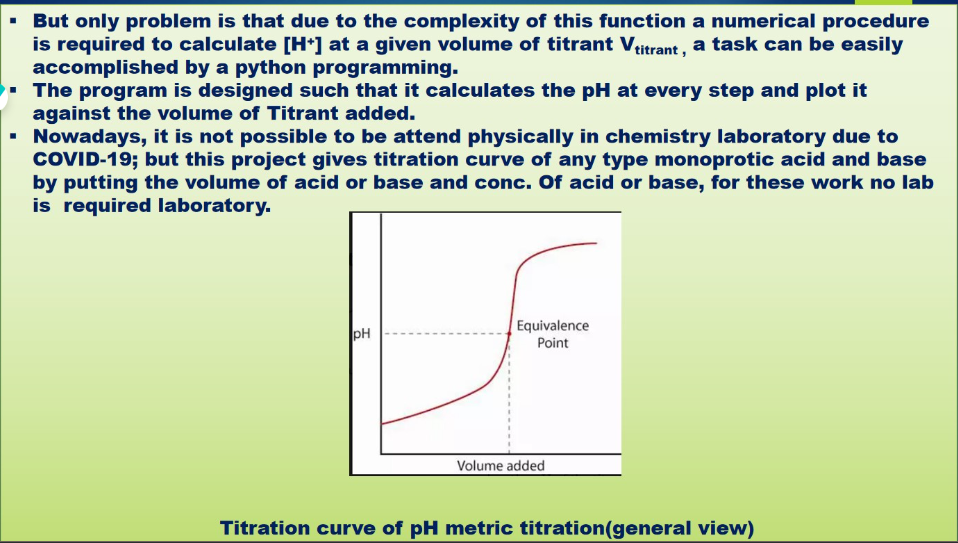 ▪ But only problem is that due to the complexity of this function a numerical procedure
is required to calculate [H+] at a given volume of titrant Vtitrant , a task can be easily
accomplished by a python programming.
▪ The program is designed such that it calculates the pH at every step and plot it
against the volume of Titrant added.
▪ Nowadays, it is not possible to be attend physically in chemistry laboratory due to
COVID-19; but this project gives titration curve of any type monoprotic acid and base
by putting the volume of acid or base and conc. Of acid or base, for these work no lab
is required laboratory.
pH
Equivalence
Point
Volume added
Titration curve of pH metric titration(general view)